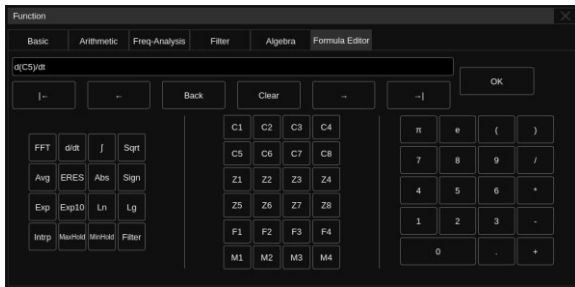 Function X
Basic Arithmetic Freq-Analysis Filter Algebra Formula Editor
d(C5)/dt
OK
|← ← Back Clear → →|
C1 C2 C3 C4 π e ( )
FFT d/dt ∫ Sqrt C5 C6 C7 C8 7 8 9 /
Avg ERES Abs Sign Z1 Z2 Z3 Z4 4 5 6 *
Exp Exp10 Ln Lg Z5 Z6 Z7 Z8 1 2 3 -
Intrp MaxHold MinHold Filter F1 F2 F3 F4 0 . +
M1 M2 M3 M4